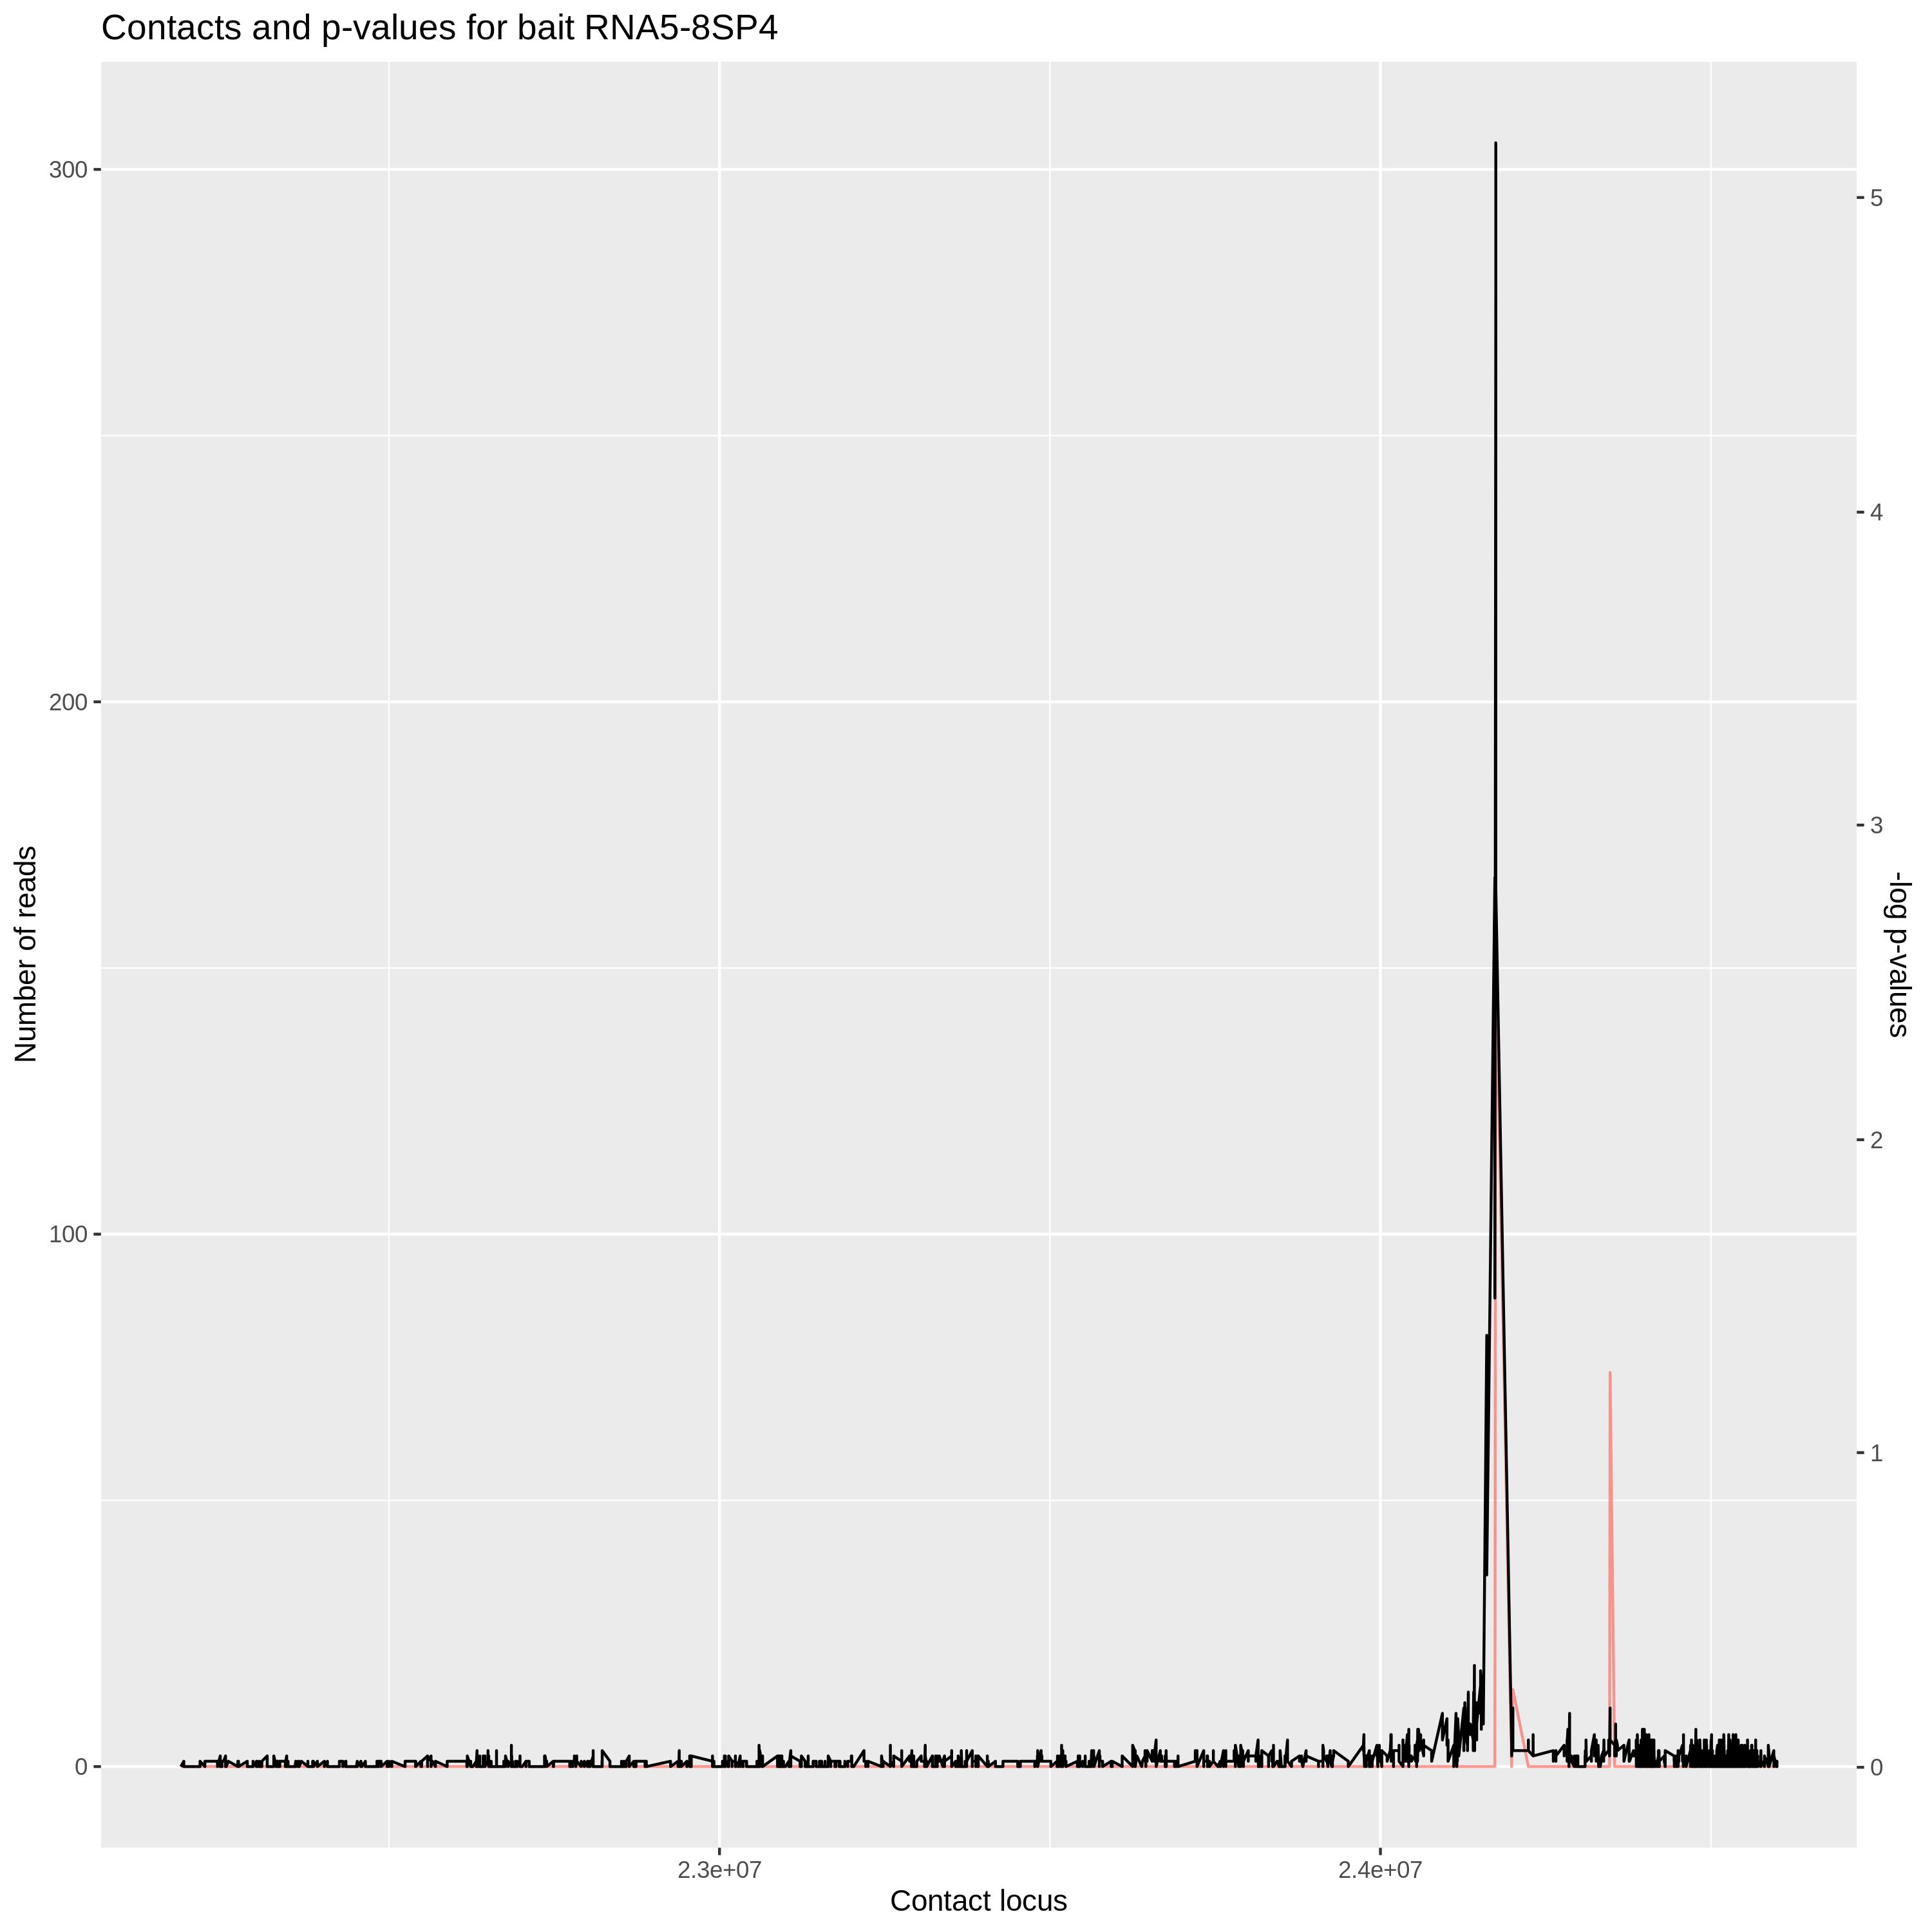 Contacts and p-values for bait RNA5-8SP4
300
200
100
0
Number of reads
5
4
3
2
1
0
-log p-values
2.3e+07
2.4e+07
Contact locus